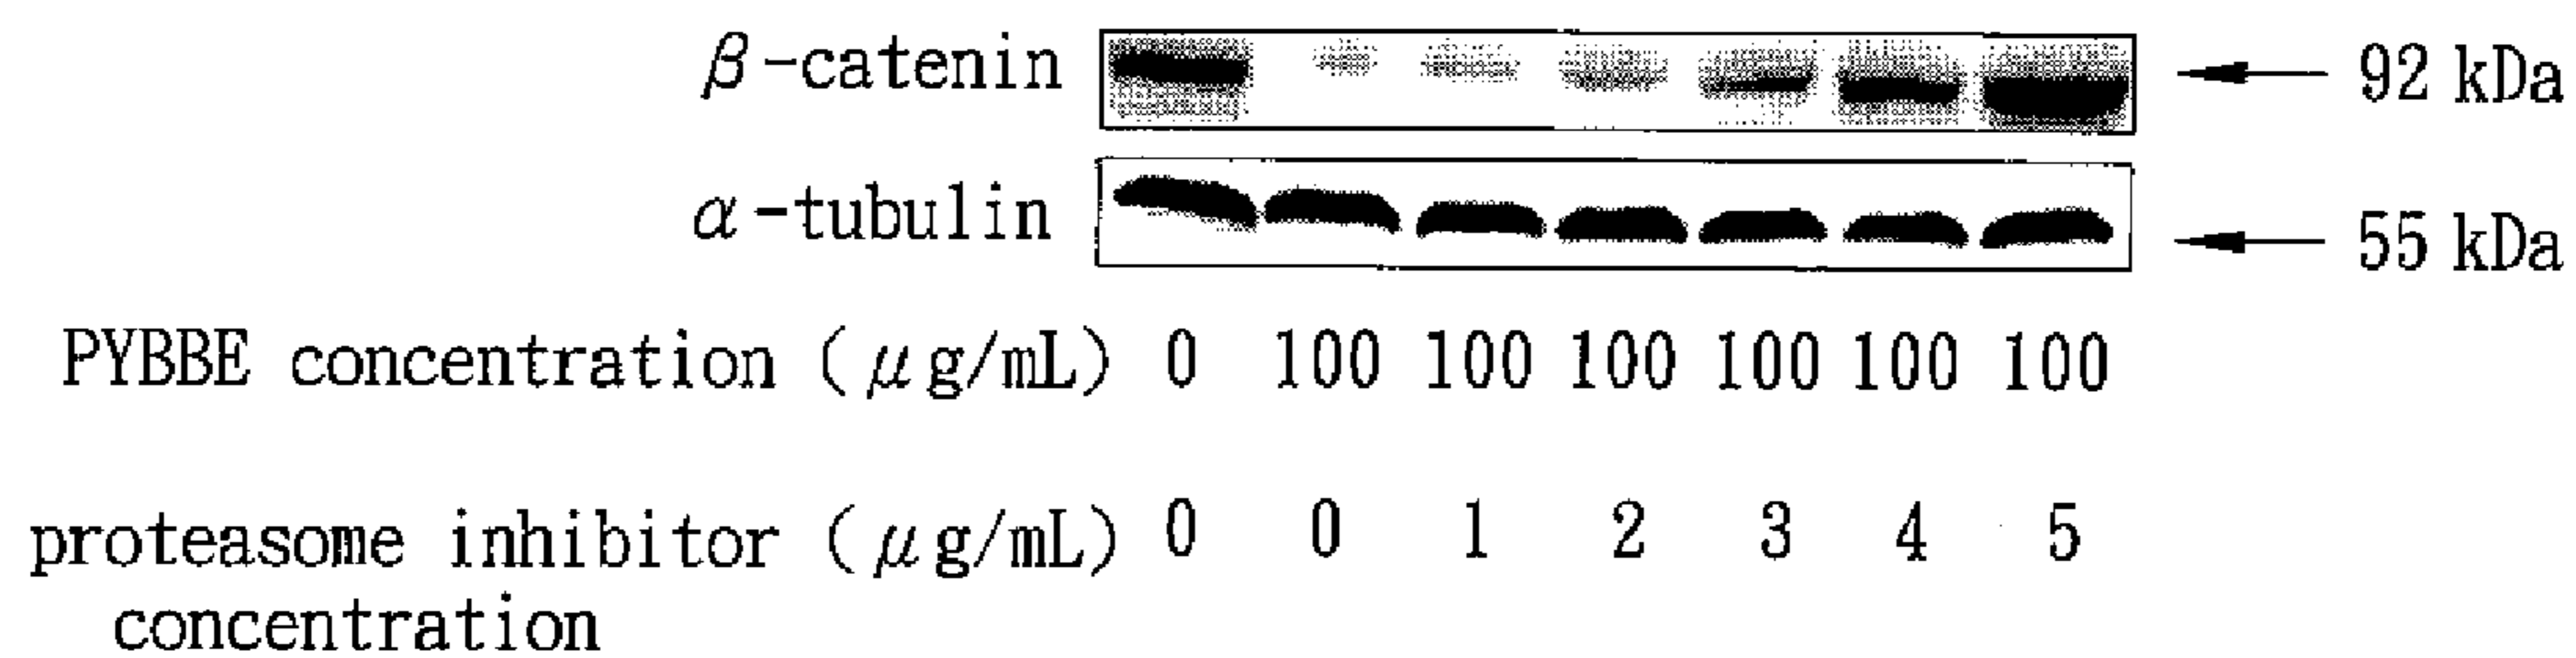 β-catenin 92 kDa
α-tubulin 55 kDa
PYBBE concentration (μg/mL) 0 100 100 100 100 100 100
proteasome inhibitor (μg/mL) 0 0 1 2 3 4 5
concentration